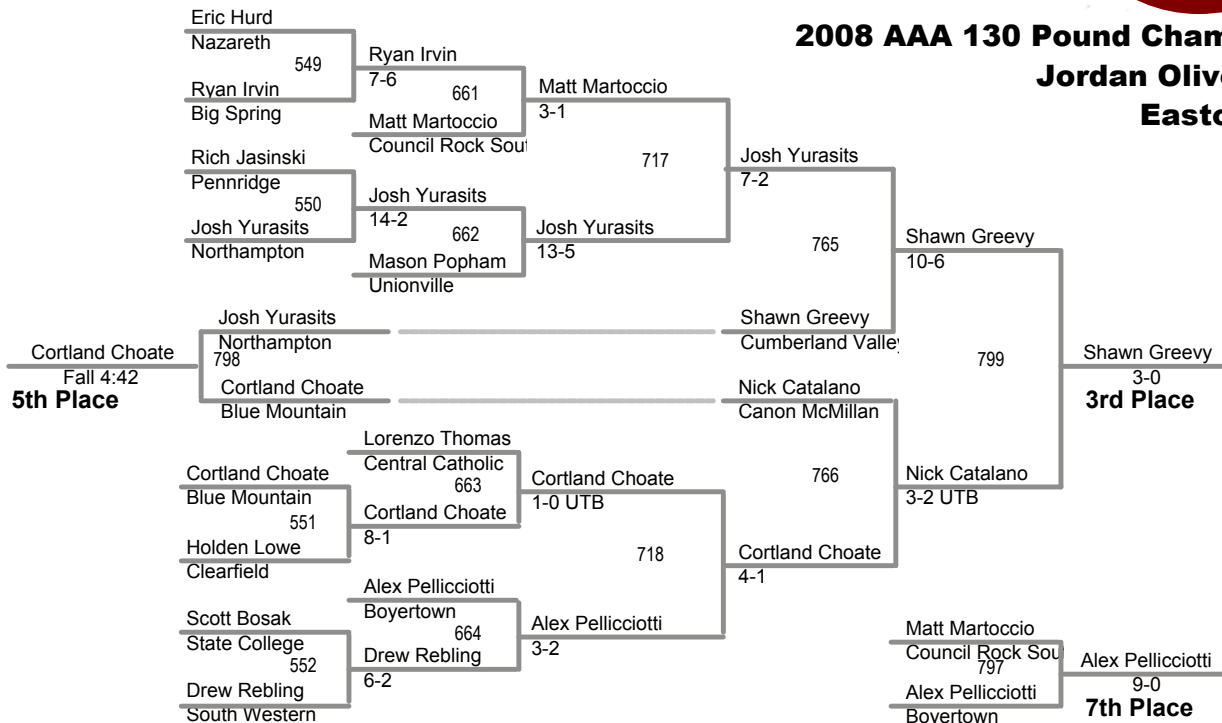 2008 AAA 130 Pound Cham
Jordan Olive
Easto
Eric Hurd
Nazareth
549
Ryan Irvin
Big Spring
Ryan Irvin
7-6
661
Matt Martoccio
Council Rock Sout
Matt Martoccio
3-1
Rich Jasinski
Pennridge
550
Josh Yurasits
Northampton
Josh Yurasits
14-2
662
Mason Popham
Unionville
Josh Yurasits
13-5
717
Josh Yurasits
7-2
765
Shawn Greevy
Cumberland Valley
Shawn Greevy
10-6
Josh Yurasits
Northampton
798
Cortland Choate
Blue Mountain
Cortland Choate
Fall 4:42
5th Place
799
Shawn Greevy
3-0
3rd Place
Nick Catalano
Canon McMillan
766
Nick Catalano
3-2 UTB
Lorenzo Thomas
Central Catholic
663
Cortland Choate
Blue Mountain
551
Holden Lowe
Clearfield
Cortland Choate
8-1
Cortland Choate
1-0 UTB
718
Cortland Choate
4-1
Alex Pellicciotti
Boyertown
664
Scott Bosak
State College
552
Drew Rebling
South Western
Drew Rebling
6-2
Alex Pellicciotti
3-2
Matt Martoccio
Council Rock Sou
797
Alex Pellicciotti
Boyertown
Alex Pellicciotti
9-0
7th Place